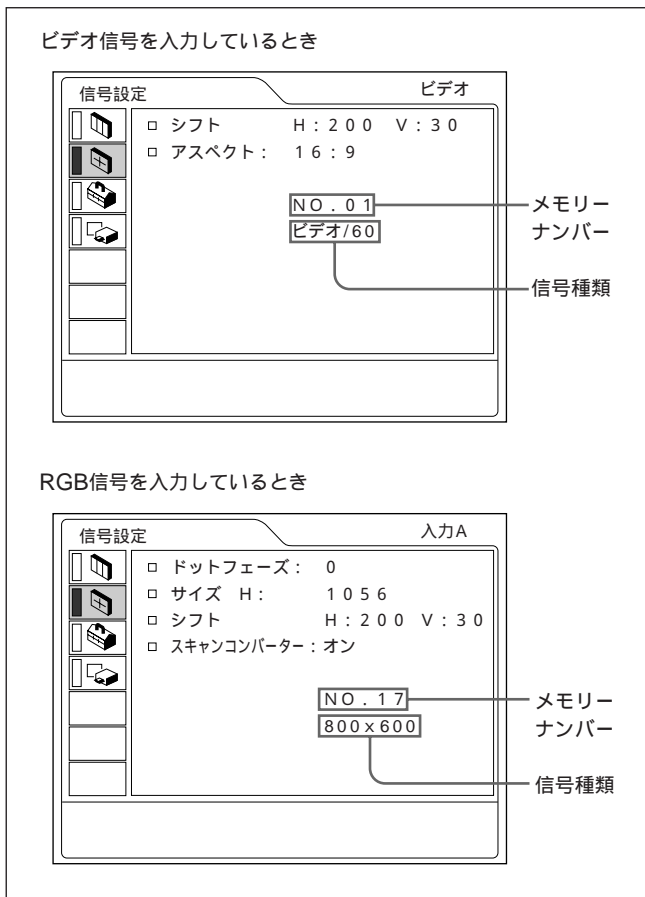 ビデオ信号を入力しているとき
信号設定 ビデオ
シフト H:200 V:30
アスペクト: 16:9
NO.01
メモリー
ナンバー
ビデオ/60
信号種類
RGB信号を入力しているとき
信号設定 入力A
ドットフェーズ: 0
サイズ H: 1056
シフト H:200 V:30
スキャンコンバーター:オン
NO.17
メモリー
ナンバー
800x600
信号種類